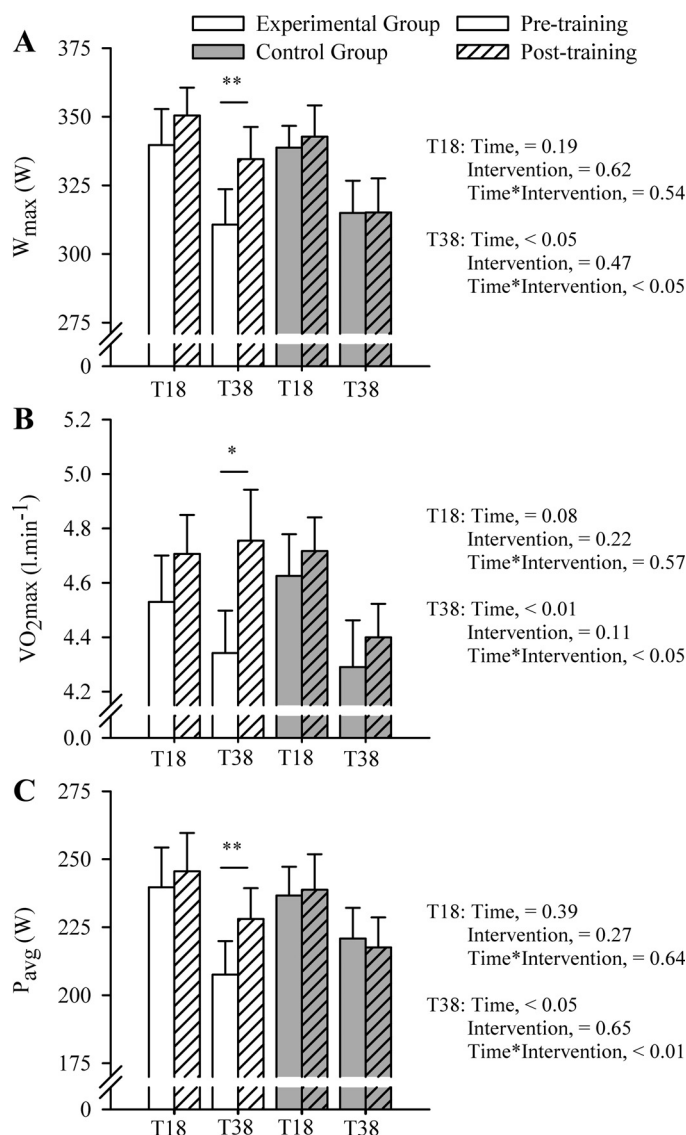 Experimental Group Pre-training
Control Group Post-training
A
375
350
325
300
275
0
W max (W)
**
T18 T38 T18 T38
T18: Time, = 0.19
Intervention, = 0.62
Time*Intervention, = 0.54
T38: Time, < 0.05
Intervention, = 0.47
Time*Intervention, < 0.05
B
5.2
5.0
4.8
4.6
4.4
4.2
0.0
VO2max (l.min-1)
*
T18 T38 T18 T38
T18: Time, = 0.08
Intervention, = 0.22
Time*Intervention, = 0.57
T38: Time, < 0.01
Intervention, = 0.11
Time*Intervention, < 0.05
C
275
250
225
200
175
0
P avg (W)
**
T18 T38 T18 T38
T18: Time, = 0.39
Intervention, = 0.27
Time*Intervention, = 0.64
T38: Time, < 0.05
Intervention, = 0.65
Time*Intervention, < 0.01